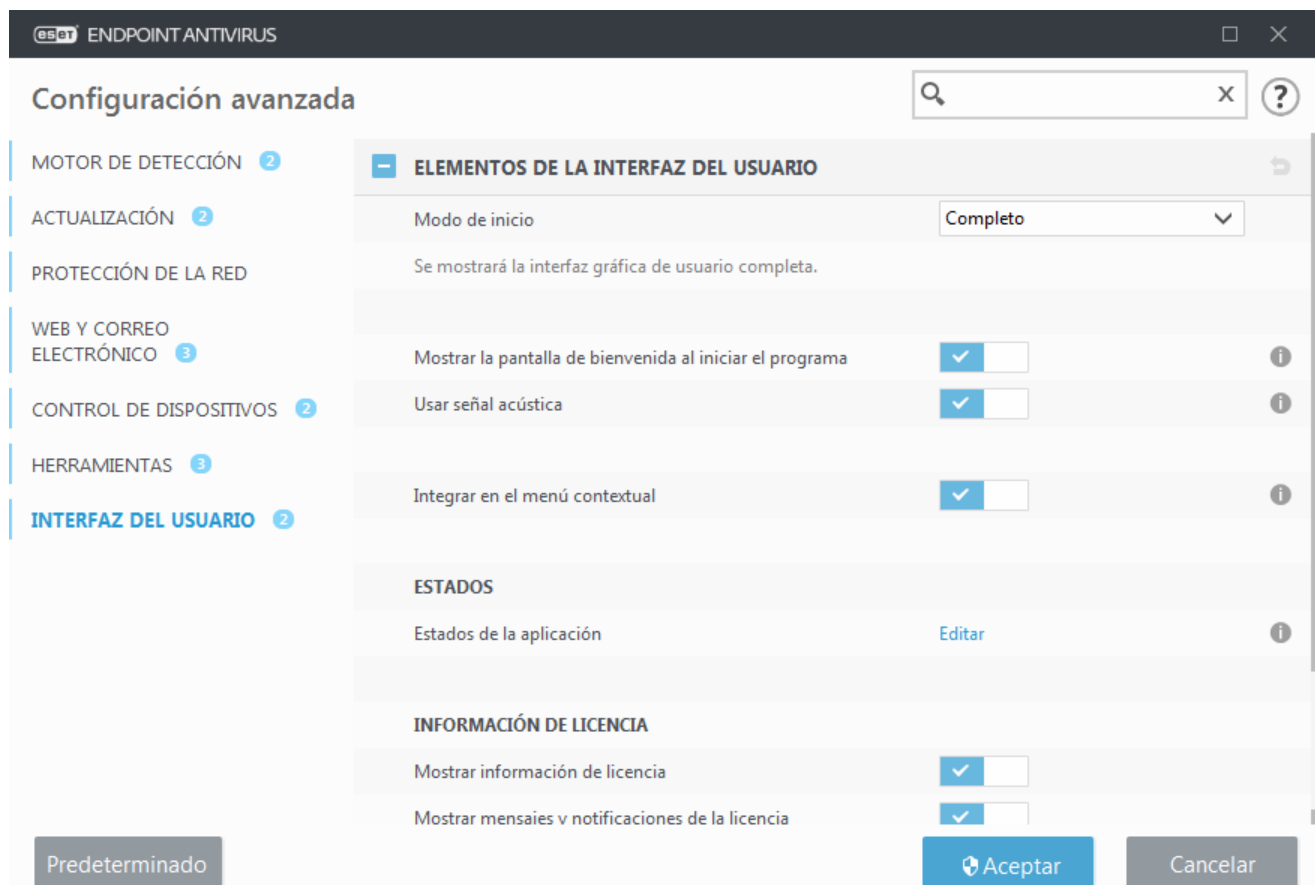 eset ENDPOINT ANTIVIRUS
Configuración avanzada
x
?
MOTOR DE DETECCIÓN 2
ACTUALIZACIÓN 2
PROTECCIÓN DE LA RED
WEB Y CORREO
ELECTRÓNICO 3
CONTROL DE DISPOSITIVOS 2
HERRAMIENTAS 3
INTERFAZ DEL USUARIO 2
ELEMENTOS DE LA INTERFAZ DEL USUARIO
Modo de inicio Completo
Se mostrará la interfaz gráfica de usuario completa.
Mostrar la pantalla de bienvenida al iniciar el programa
Usar señal acústica
Integrar en el menú contextual
ESTADOS
Estados de la aplicación Editar
INFORMACIÓN DE LICENCIA
Mostrar información de licencia
Mostrar mensajes y notificaciones de la licencia
Predeterminado Aceptar Cancelar